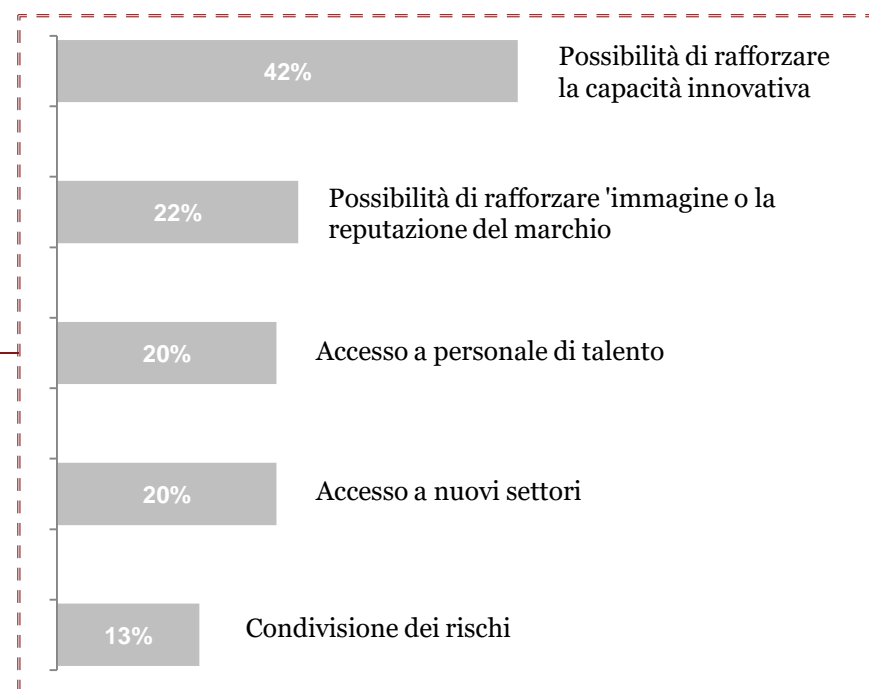 42%
Possibilità di rafforzare
la capacità innovativa
22%
Possibilità di rafforzare 'immagine o la
reputazione del marchio
20%
Accesso a personale di talento
20%
Accesso a nuovi settori
13%
Condivisione dei rischi